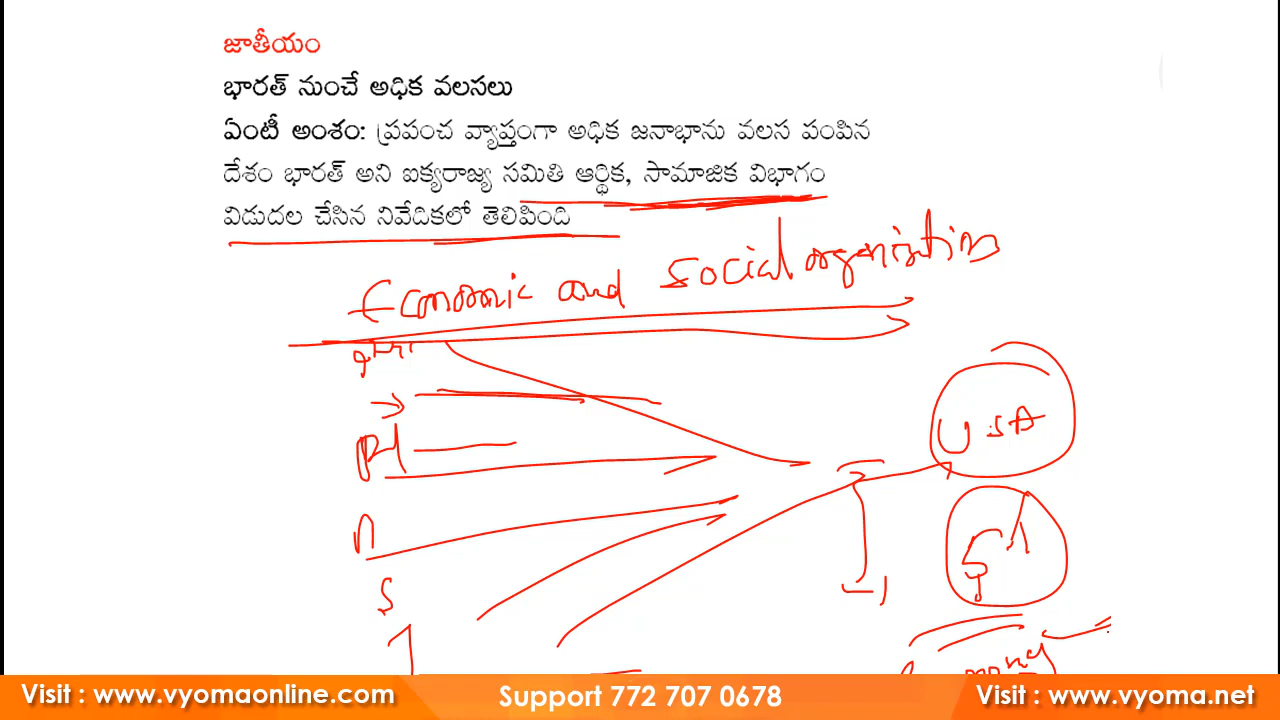 జాతీయం
భారత్ నుంచే అధిక వలసలు
ఏంటీ అంశం: ప్రపంచ వ్యాప్తంగా అధిక జనాభాను వలస పంపిన
దేశం భారత్ అని ఐక్యరాజ్య సమితి ఆర్థిక, సామాజిక విభాగం
విడుదల చేసిన నివేదికలో తెలిపింది
Economic and social
USA
Visit : www.vyomaonline.com Support 772 707 0678 Visit : www.vyoma.net